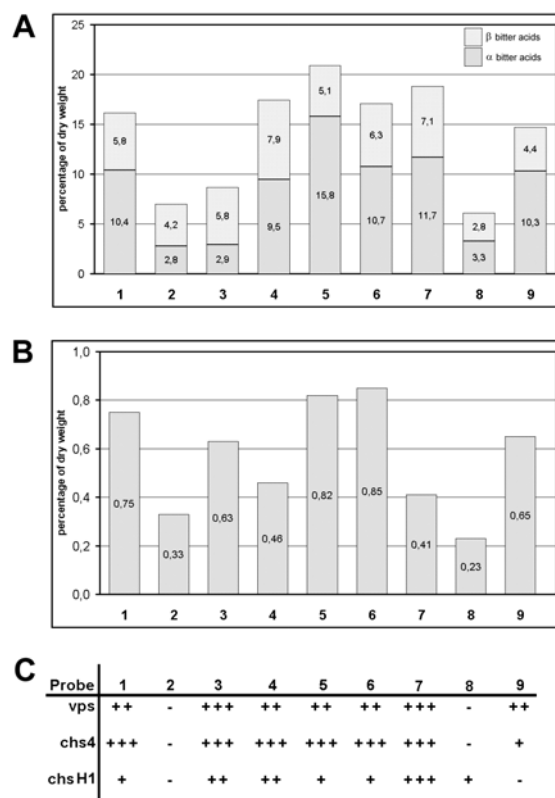 A
percentage of dry weight
25
20
15
10
5
0
β bitter acids
α bitter acids
5,8 4,2 5,8 7,9 5,1 6,3 7,1 2,8 4,4
10,4 2,8 2,9 9,5 15,8 10,7 11,7 3,3 10,3
1 2 3 4 5 6 7 8 9
B
percentage of dry weight
1,0
0,8
0,6
0,4
0,2
0,0
0,75 0,33 0,63 0,46 0,82 0,85 0,41 0,23 0,65
1 2 3 4 5 6 7 8 9
C
Probe 1 2 3 4 5 6 7 8 9
vps ++ - +++ ++ ++ ++ +++ - ++
chs4 +++ - +++ +++ +++ +++ +++ - +
chsH1 + - ++ ++ + + +++ + -